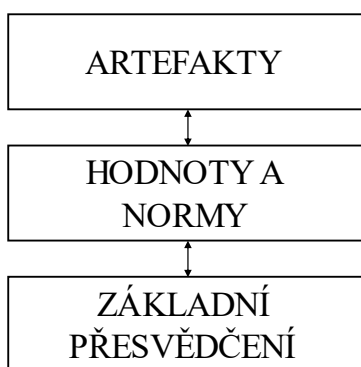 ARTEFAKTY
HODNOTY A
NORMY
ZÁKLADNÍ
PŘESVĚDČENÍ